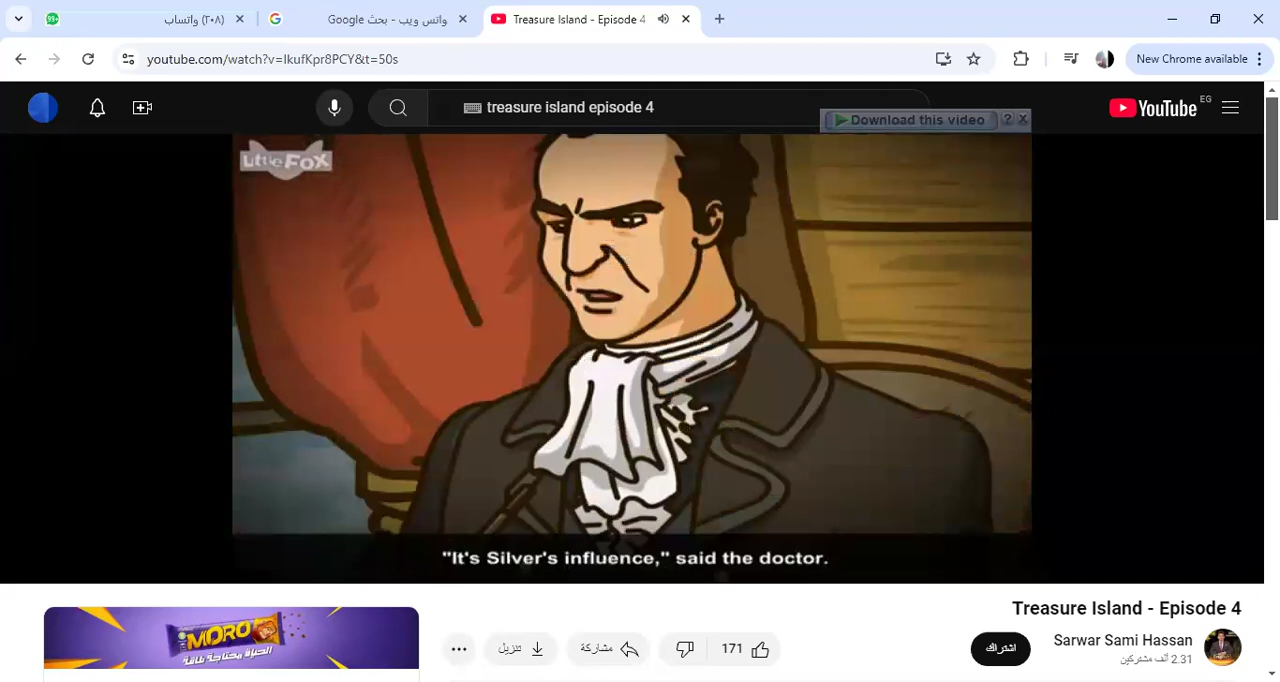 واتساب (٢٠٨)
واتس ويب - بحث Google
Treasure Island - Episode 4
youtube.com/watch?v=IkufKpr8PCY&t=50s
New Chrome available
treasure island episode 4
YouTube EG
Download this video ? X
Little Fox
"It's Silver's influence," said the doctor.
Treasure Island - Episode 4
MORO
Sarwar Sami Hassan
2.31 ألف مشتركين
اشتراك
171
مشاركة
تنزيل